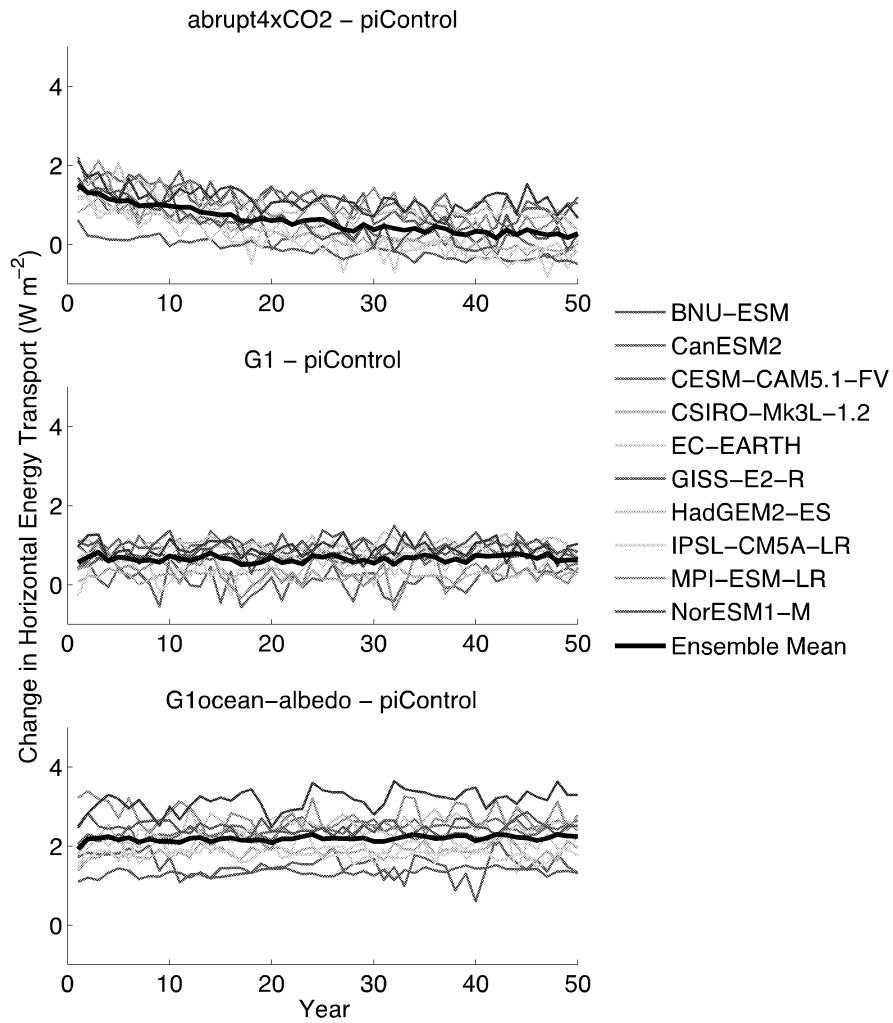 abrupt4xCO2 − piControl
4
2
0
0 10 20 30 40 50
G1 − piControl
4
2
0
0 10 20 30 40 50
G1ocean−albedo − piControl
4
2
0
0 10 20 30 40 50
Year
Change in Horizontal Energy Transport (W m−2)
BNU−ESM
CanESM2
CESM−CAM5.1−FV
CSIRO−Mk3L−1.2
EC−EARTH
GISS−E2−R
HadGEM2−ES
IPSL−CM5A−LR
MPI−ESM−LR
NorESM1−M
Ensemble Mean